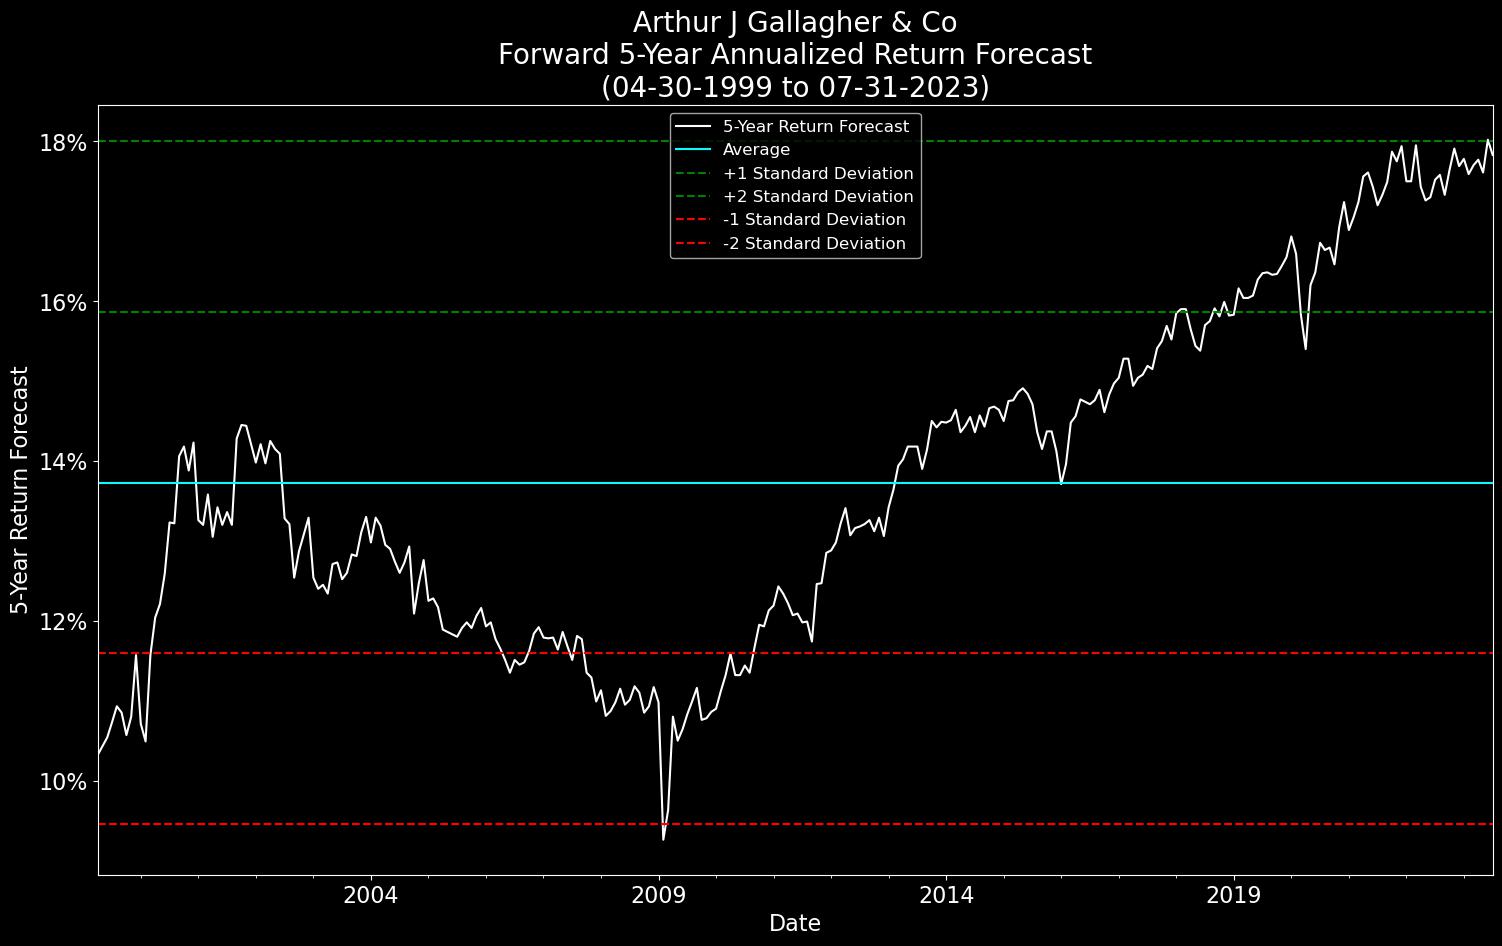 Arthur J Gallagher & Co
Forward 5-Year Annualized Return Forecast
(04-30-1999 to 07-31-2023)
5-Year Return Forecast
Average
+1 Standard Deviation
+2 Standard Deviation
-1 Standard Deviation
-2 Standard Deviation
18%
16%
14%
12%
10%
5-Year Return Forecast
2004
2009
2014
2019
Date